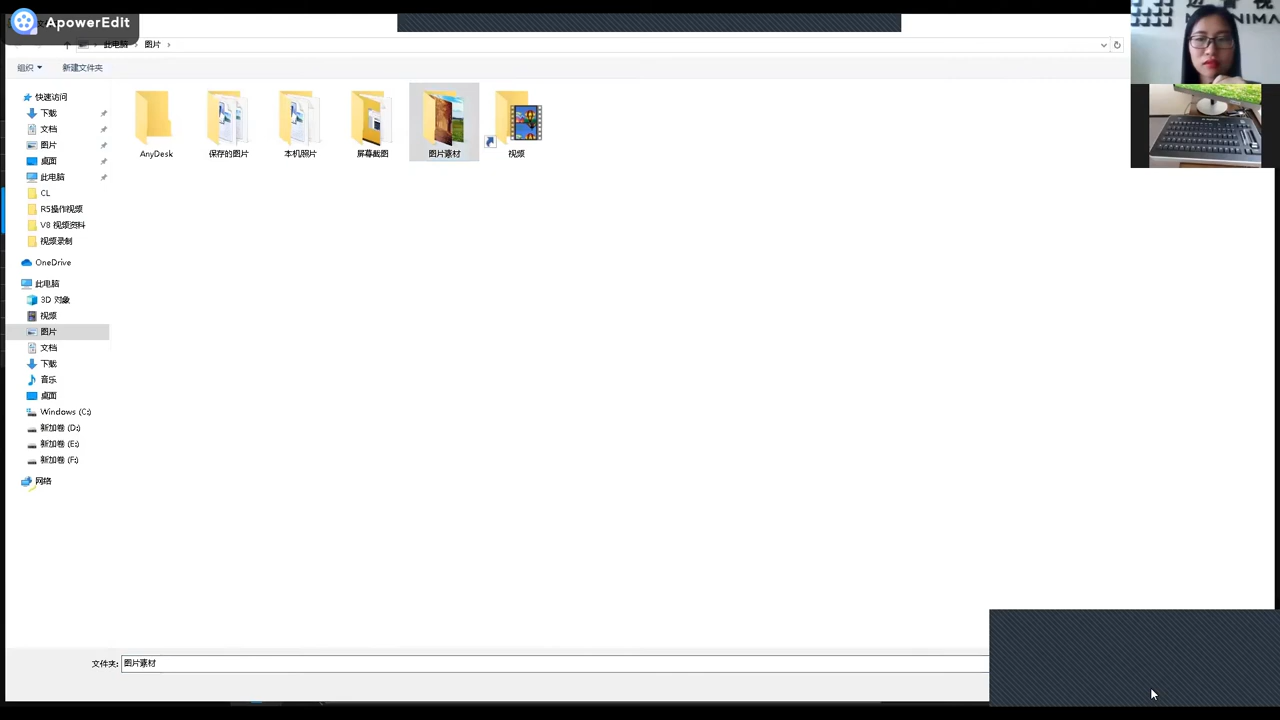 ApowerEdit
此电脑 图片
组织 新建文件夹
快速访问
下载
文档
图片
桌面
此电脑
CL
R5操作视频
V8 视频资料
视频录制
OneDrive
此电脑
3D 对象
视频
图片
文档
下载
音乐
桌面
Windows (C:)
新加卷 (D:)
新加卷 (E:)
新加卷 (F:)
网络
AnyDesk 保存的图片 本机照片 屏幕截图 图片素材 视频
文件夹: 图片素材